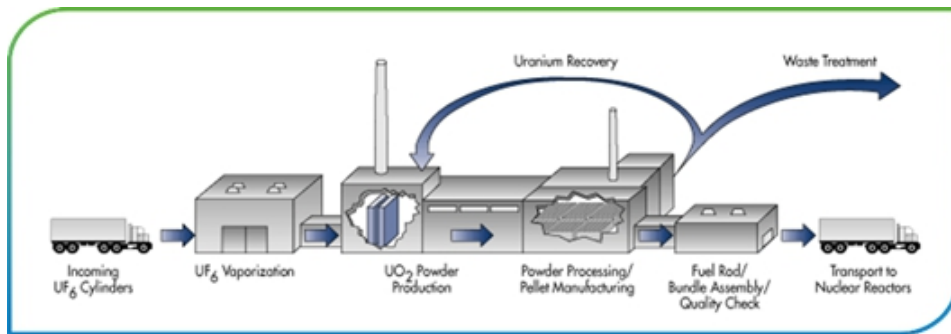 Uranium Recovery
Waste Treatment
Incoming
UF6 Cylinders
UF6 Vaporization
UO2 Powder
Production
Powder Processing/
Pellet Manufacturing
Fuel Rod/
Bundle Assembly/
Quality Check
Transport to
Nuclear Reactors